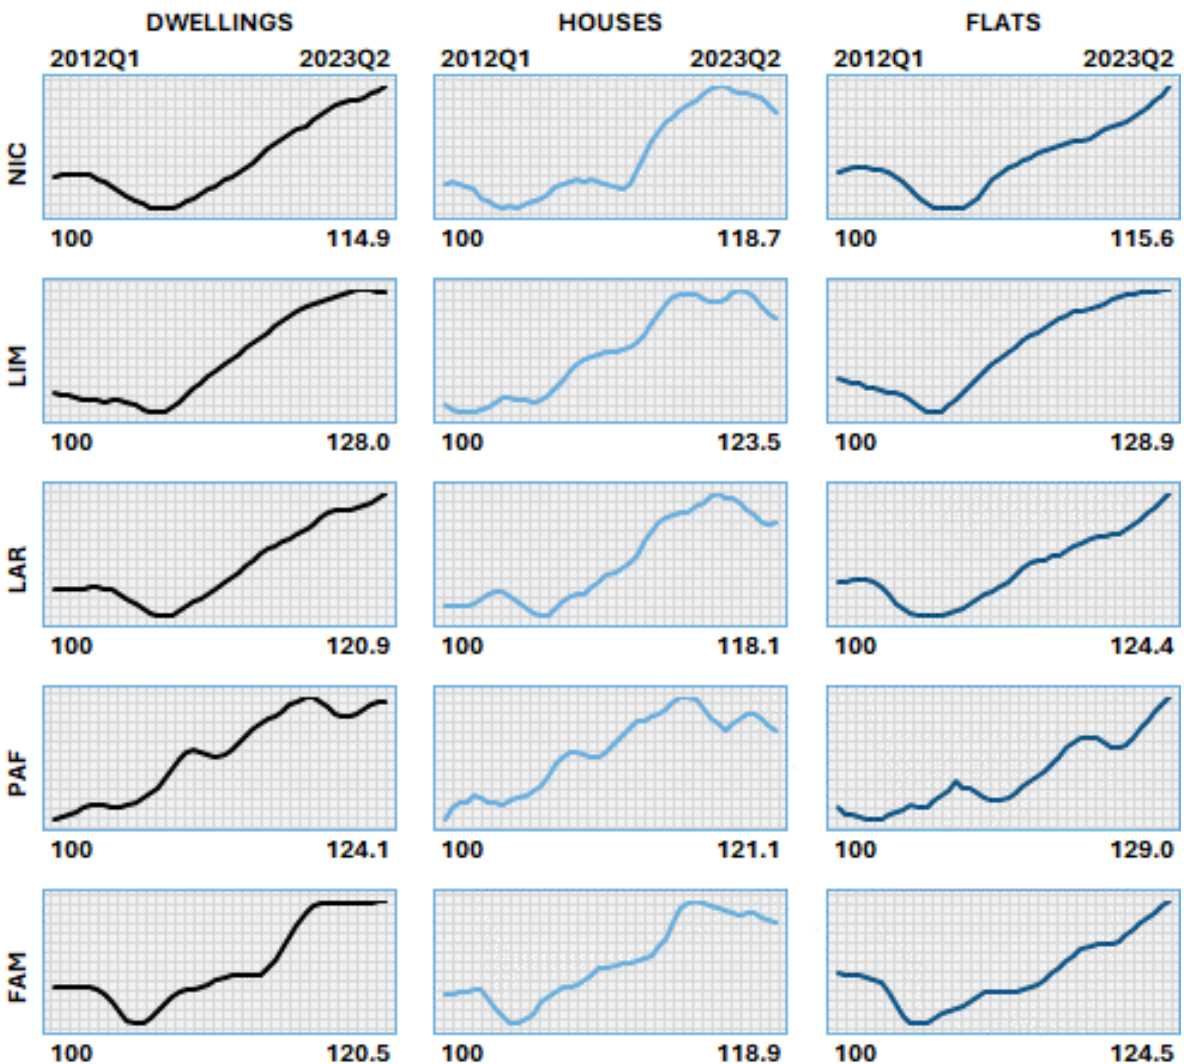 DWELLINGS HOUSES FLATS
2012Q1 2023Q2 2012Q1 2023Q2 2012Q1 2023Q2
NIC
100 114.9 100 118.7 100 115.6
LIM
100 128.0 100 123.5 100 128.9
LAR
100 120.9 100 118.1 100 124.4
PAF
100 124.1 100 121.1 100 129.0
FAM
100 120.5 100 118.9 100 124.5